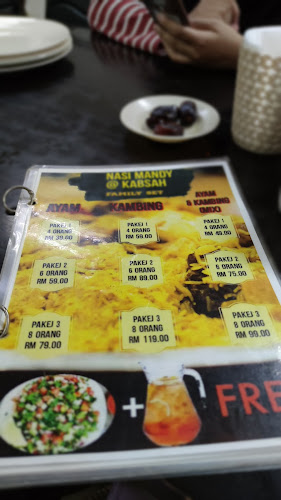 NASI MANDY
@ KABSAH
FAMILY SET
AYAM
KAMBING
AYAM
& KAMBING
(MIX)
PAKEJ 1
4 ORANG
RM 39.00
PAKEJ 1
4 ORANG
RM 59.00
PAKEJ 1
4 ORANG
RM 49.90
PAKEJ 2
6 ORANG
RM 59.00
PAKEJ 2
6 ORANG
RM 89.00
PAKEJ 2
6 ORANG
RM 75.90
PAKEJ 3
8 ORANG
RM 79.00
PAKEJ 3
8 ORANG
RM 119.00
PAKEJ 3
8 ORANG
RM 99.00
+
FRE